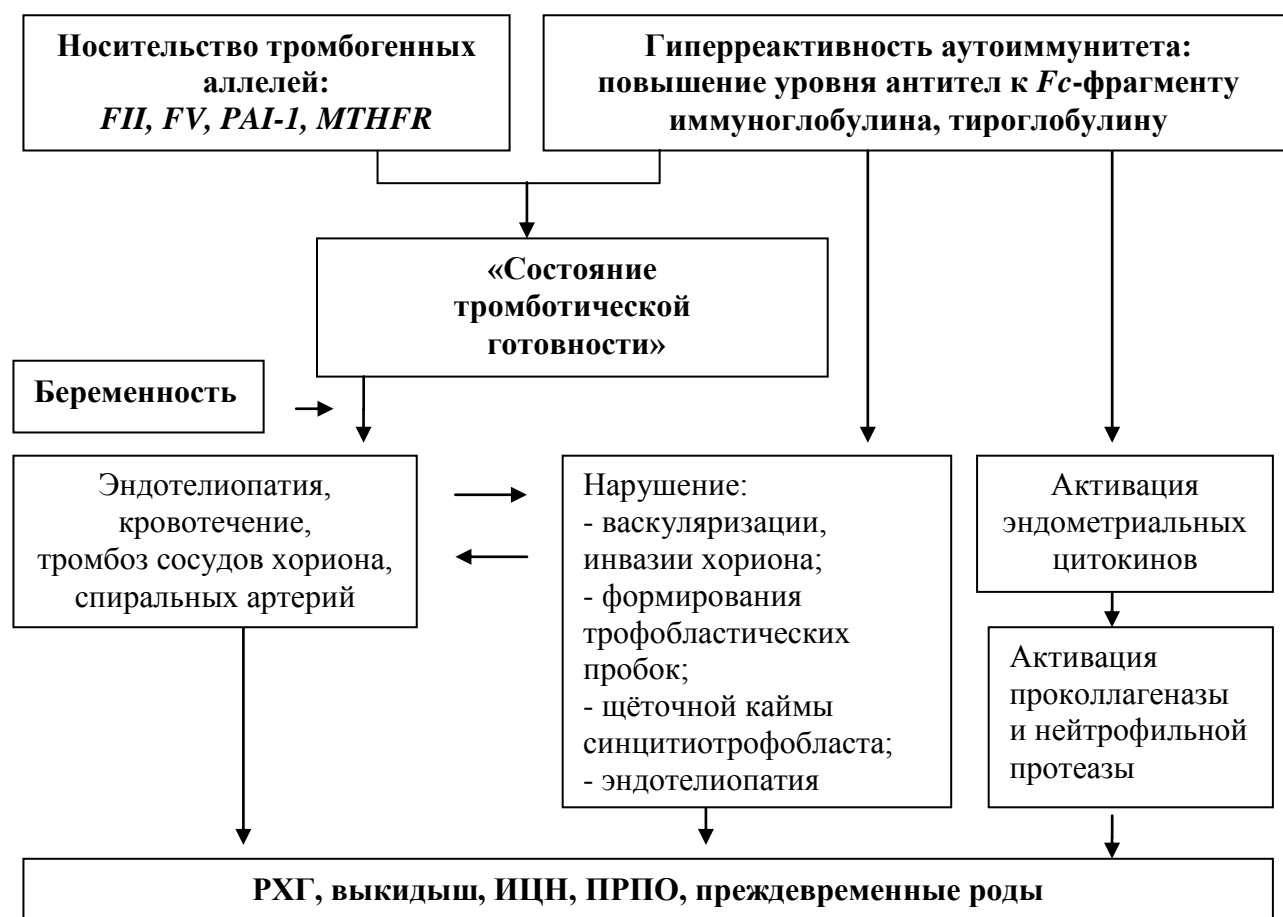 Носительство тромбогенных
аллелей:
FII, FV, PAI-1, MTHFR
Гиперреактивность аутоиммунитета:
повышение уровня антител к Fc-фрагменту
иммуноглобулина, тироглобулину
«Состояние
тромботической
готовности»
Беременность
Эндотелиопатия,
кровотечение,
тромбоз сосудов хориона,
спиральных артерий
Нарушение:
- васкуляризации,
инвазии хориона;
- формирования
трофобластических
пробок;
- щёточной каймы
синцитиотрофобласта;
- эндотелиопатия
Активация
эндометриальных
цитокинов
Активация
проколлагеназы
и нейтрофильной
протеазы
РХГ, выкидыш, ИЦН, ПРПО, преждевременные роды